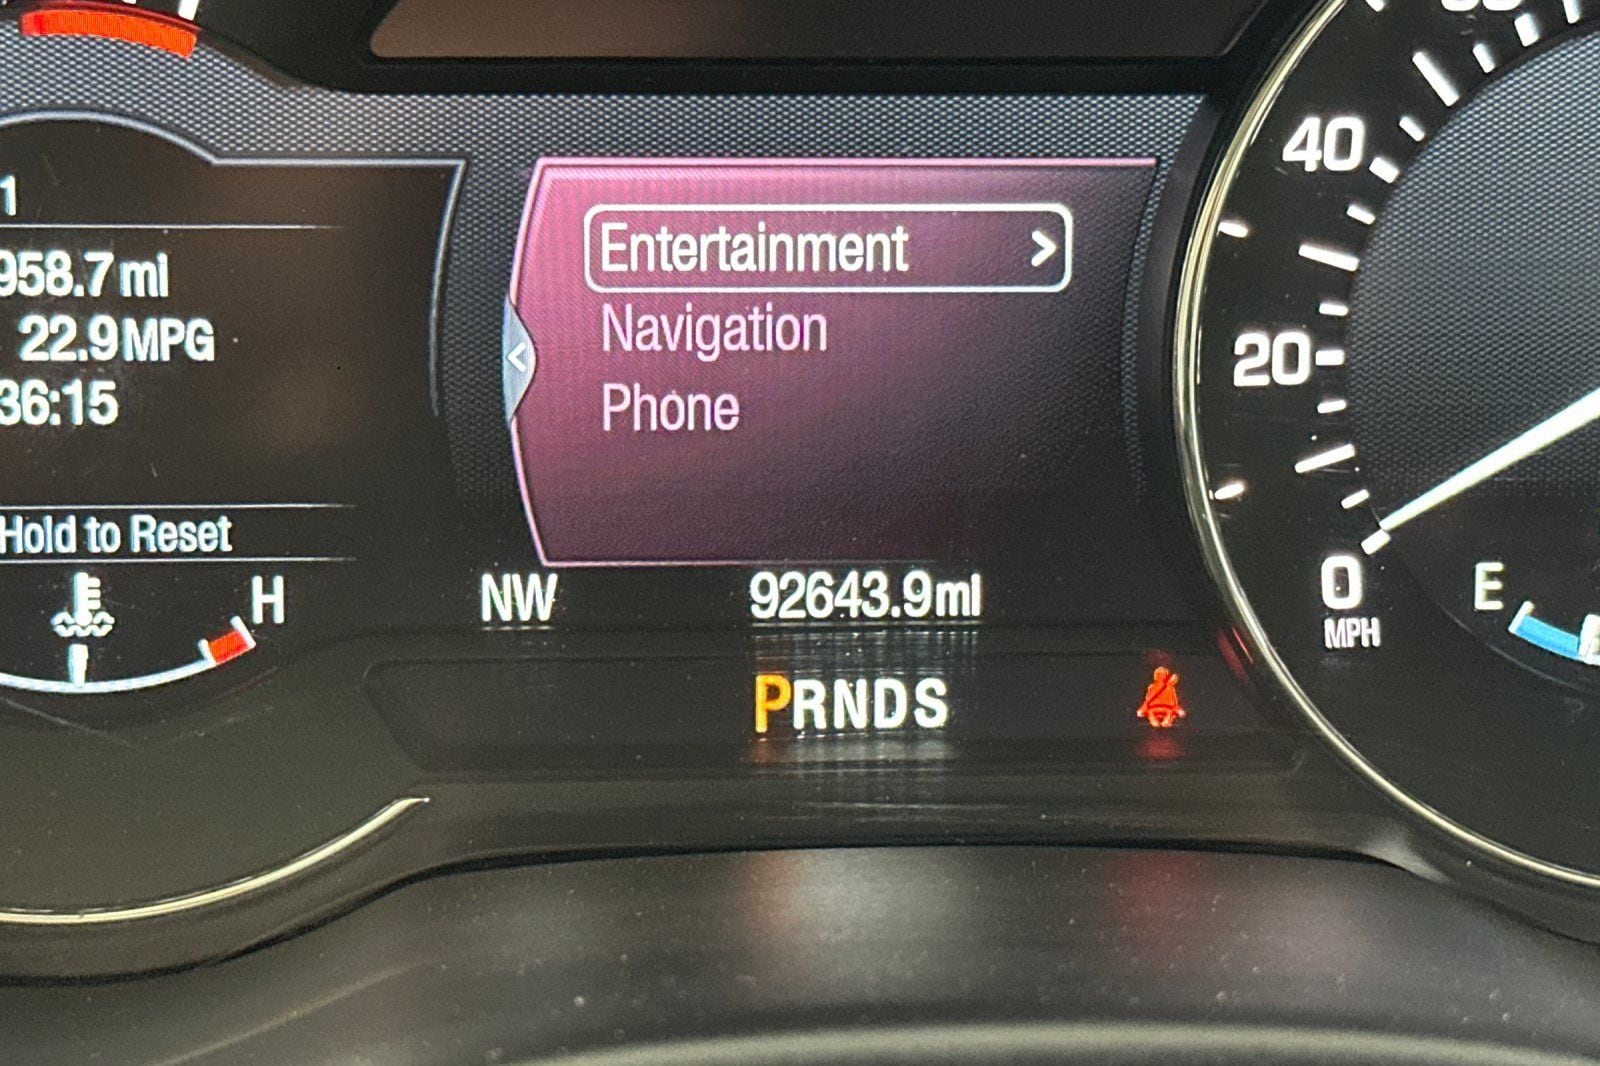 1
958.7 mi
22.9 MPG
36:15
Hold to Reset
H
Entertainment >
<
Navigation
Phone
NW
92643.9 mi
PRNDS
40
20
0
MPH
E